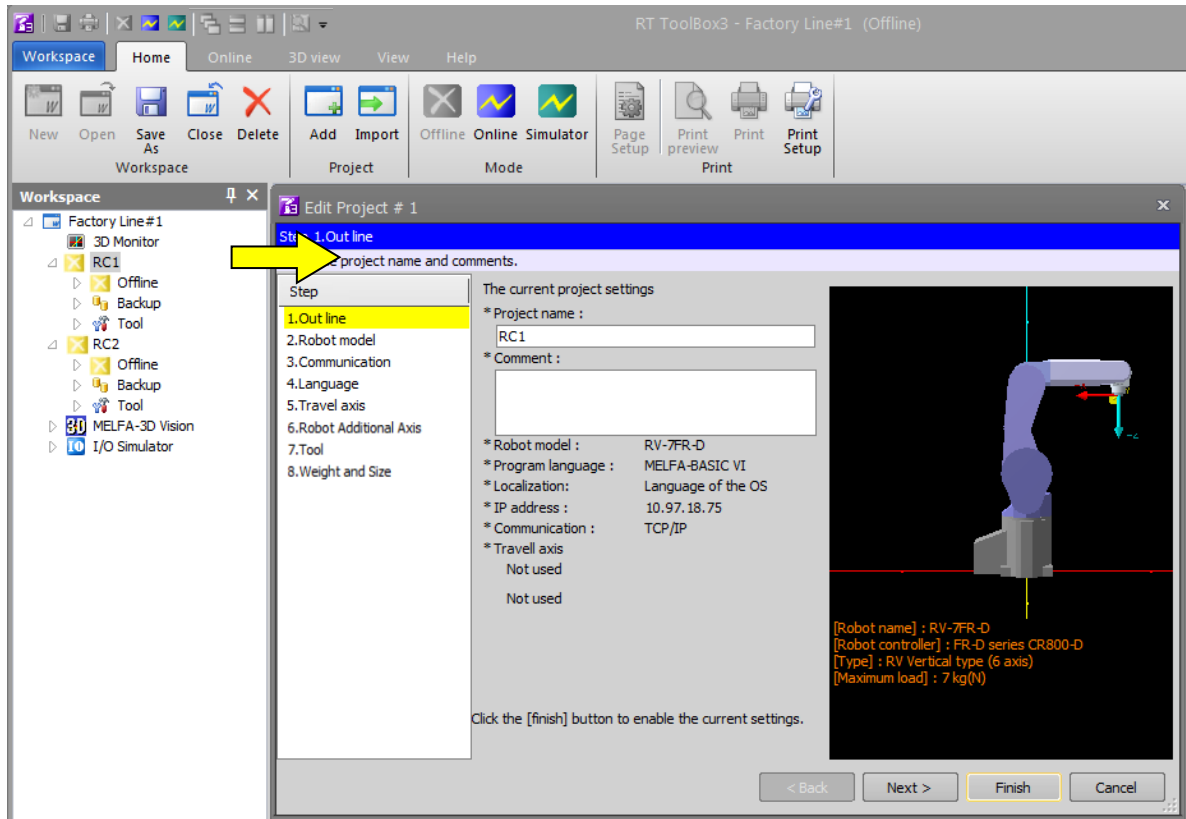 RT ToolBox3 - Factory Line#1 (Offline)
Workspace Home Online 3D view View Help
New Open Save As Close Delete Add Import Offline Online Simulator Page Setup Print preview Print Print Setup
Workspace Project Mode Print
Workspace
Factory Line#1
3D Monitor
RC1
Offline
Backup
Tool
RC2
Offline
Backup
Tool
MELFA-3D Vision
I/O Simulator
Edit Project # 1
1.Out line
project name and comments.
Step
1.Out line
2.Robot model
3.Communication
4.Language
5.Travel axis
6.Robot Additional Axis
7.Tool
8.Weight and Size
The current project settings
* Project name :
RC1
* Comment :
* Robot model : RV-7FR-D
* Program language : MELFA-BASIC VI
* Localization: Language of the OS
* IP address : 10.97.18.75
* Communication : TCP/IP
* Travell axis
Not used
Not used
Click the [finish] button to enable the current settings.
-Z
[Robot name] : RV-7FR-D
[Robot controller] : FR-D series CR800-D
[Type] : RV Vertical type (6 axis)
[Maximum load] : 7 kg(N)
< Back Next > Finish Cancel